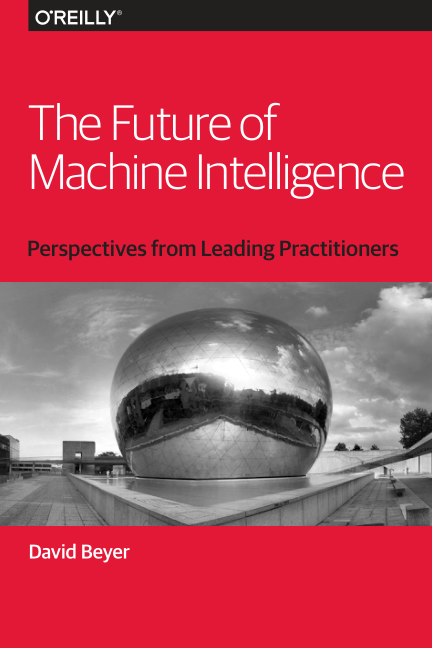 O'REILLY®
The Future of
Machine Intelligence
Perspectives from Leading Practitioners
David Beyer